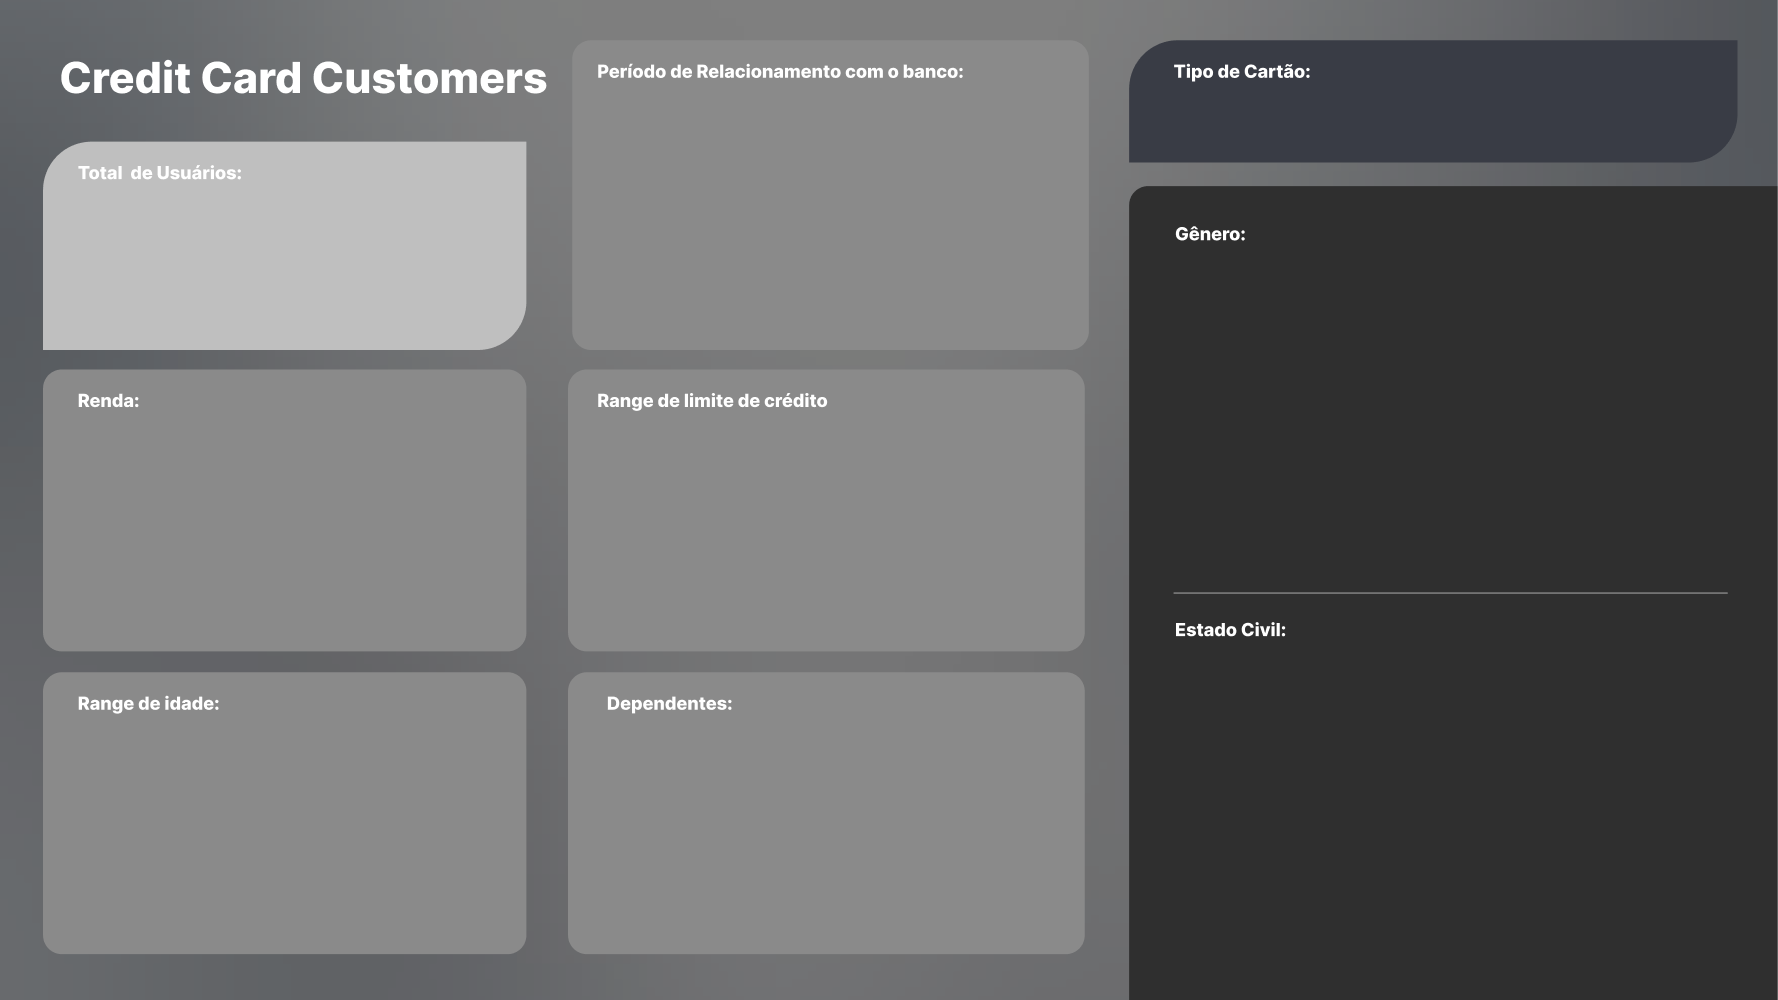 Credit Card Customers
Total  de Usuários:
Renda:
Range de idade:
Período de Relacionamento com o banco:
Range de limite de crédito
Dependentes:
Tipo de Cartão:
Gênero:
Estado Civil: